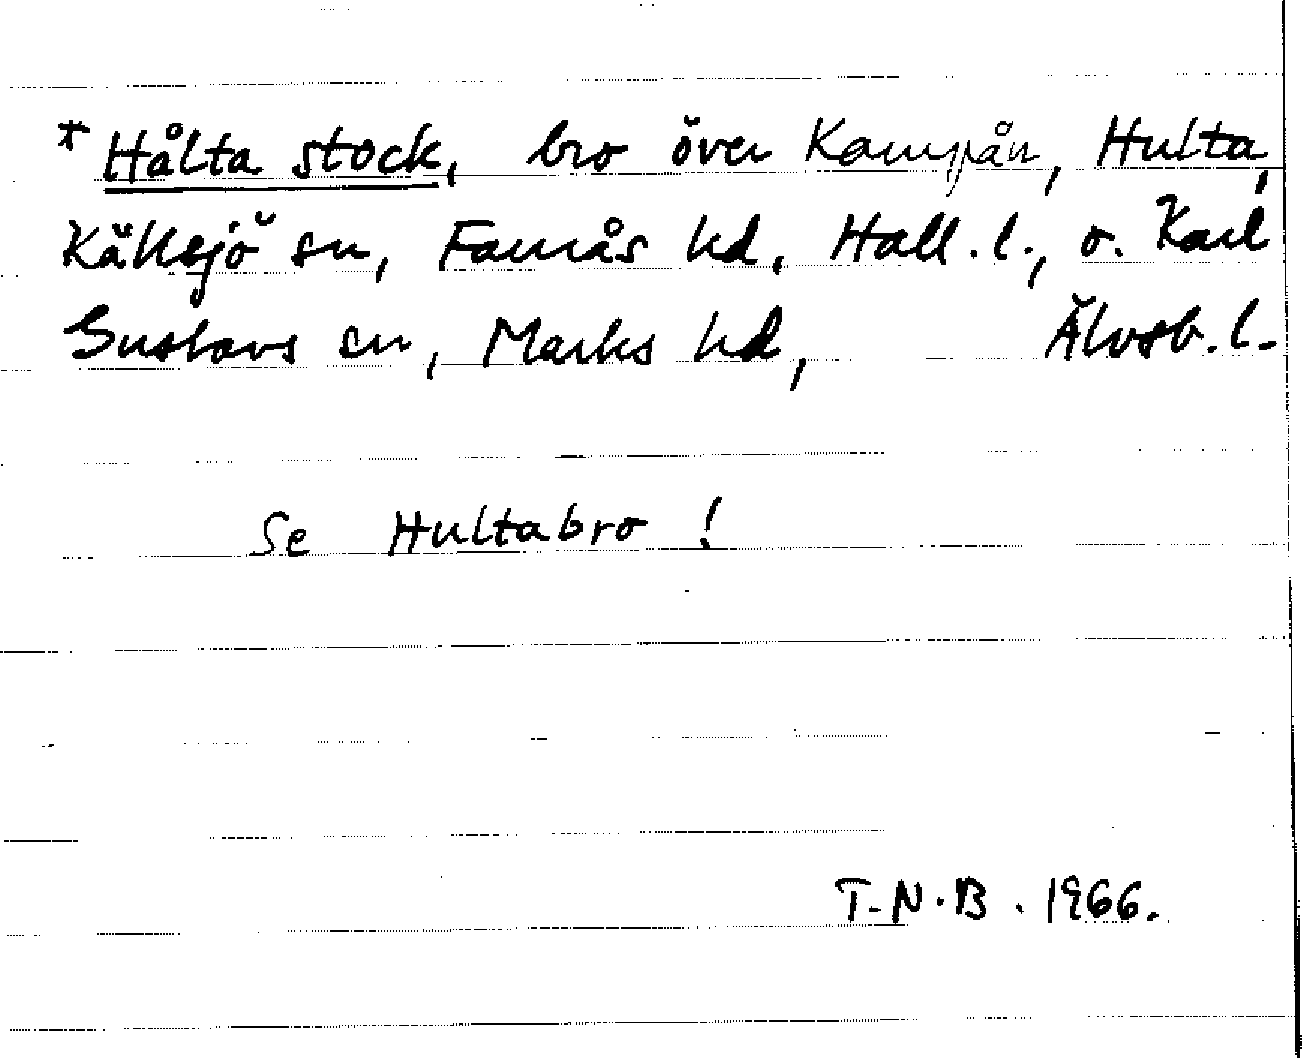 * Hålta stock, bro över Kampån, Hulta,
Källsjö sn, Faurås hd, Hall. l., o. Karl
Gustavs sn, Marks hd, Älvsb. l.
Se Hultabro !
T.N.B. 1966.